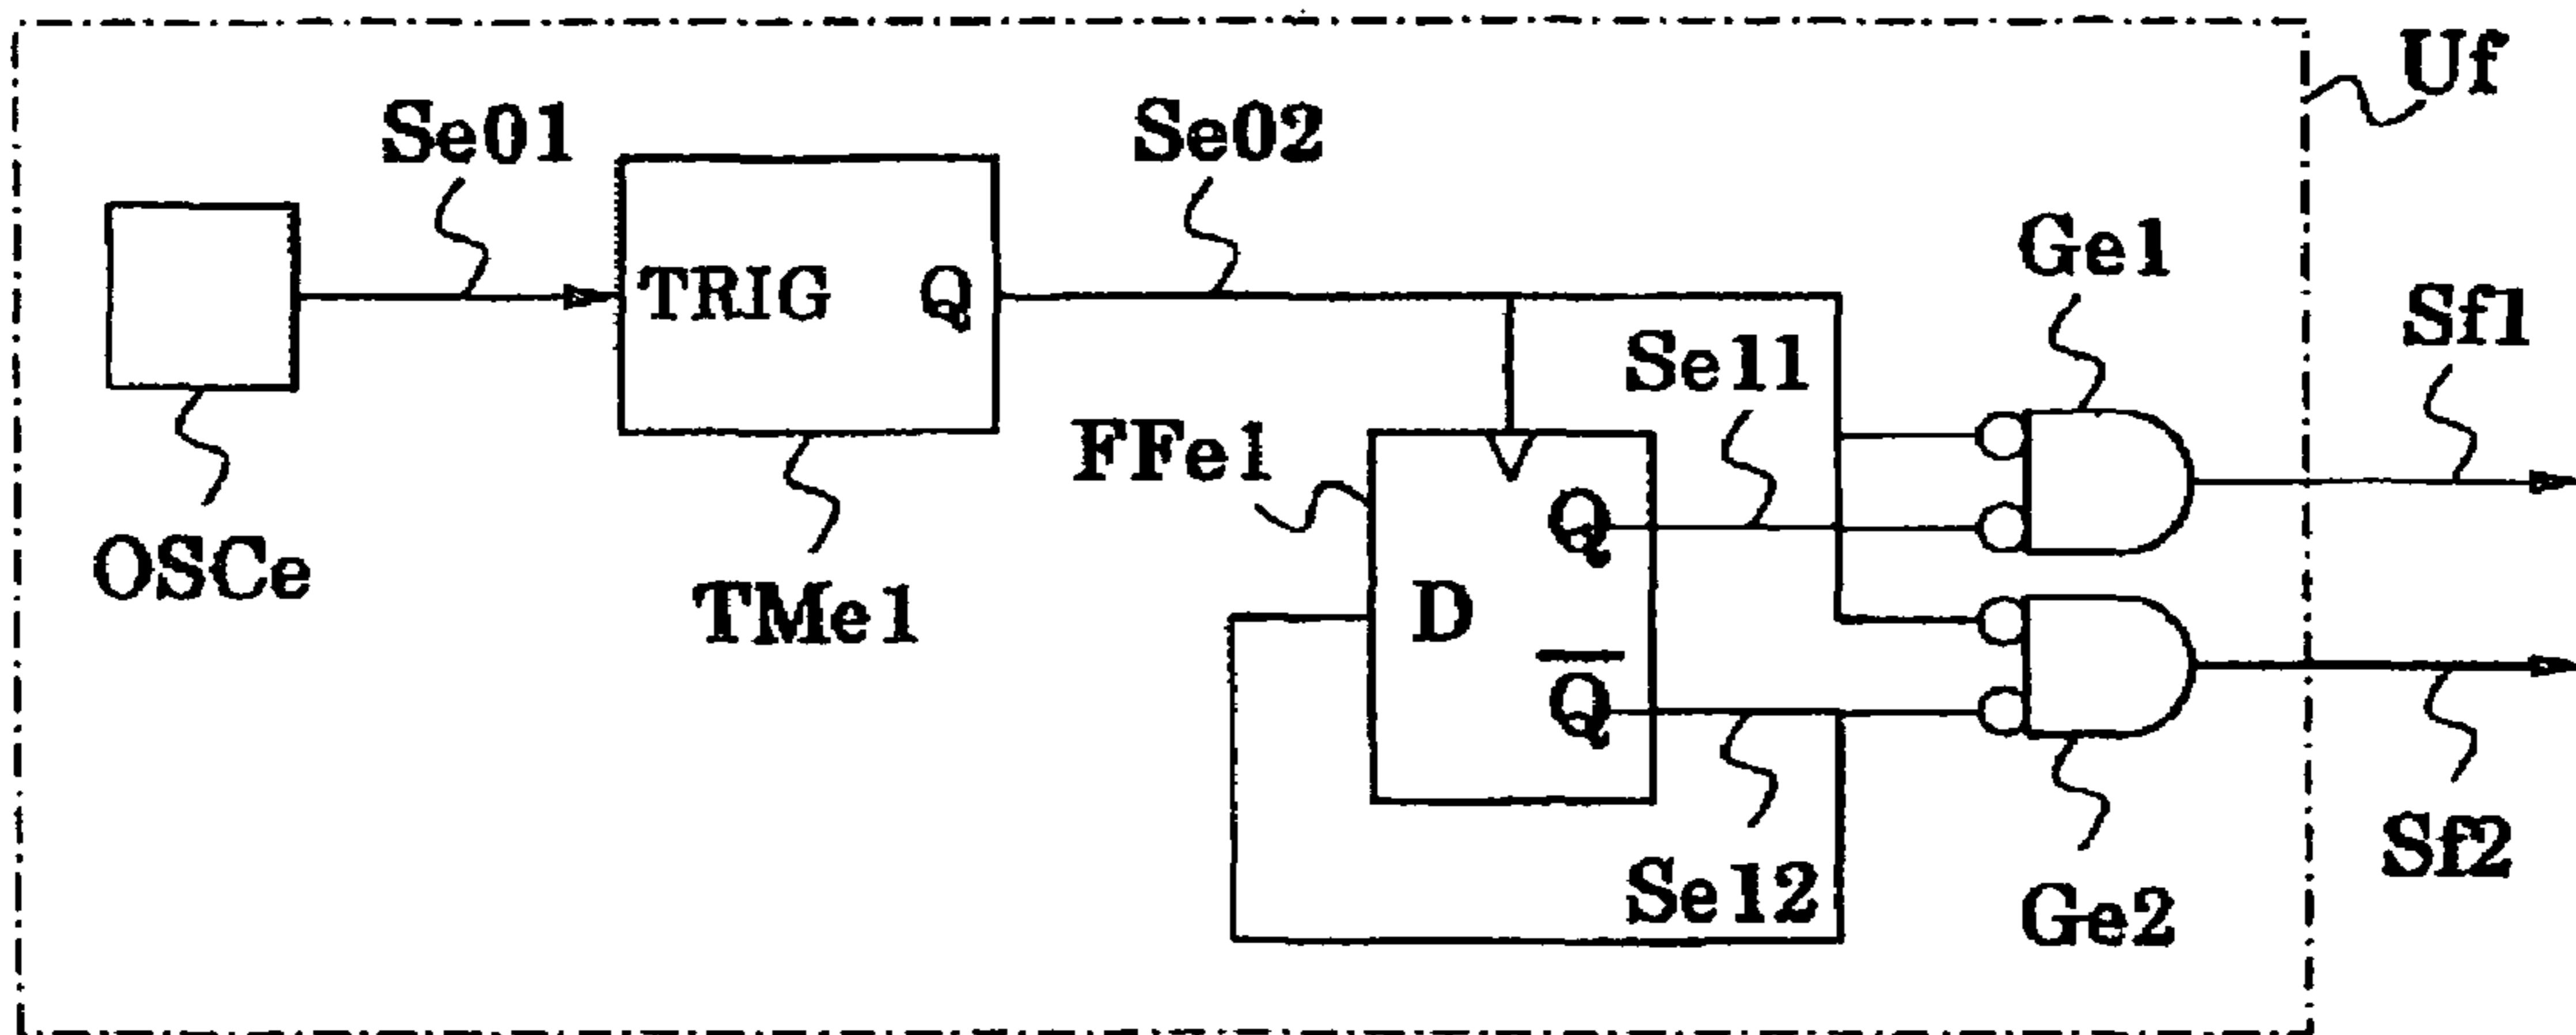 Uf
Se01
Se02
Ge1
TRIG
Q
Sf1
Se11
FFe1
Q
OSCe
TMe1
D
Q̅
Se12
Sf2
Ge2